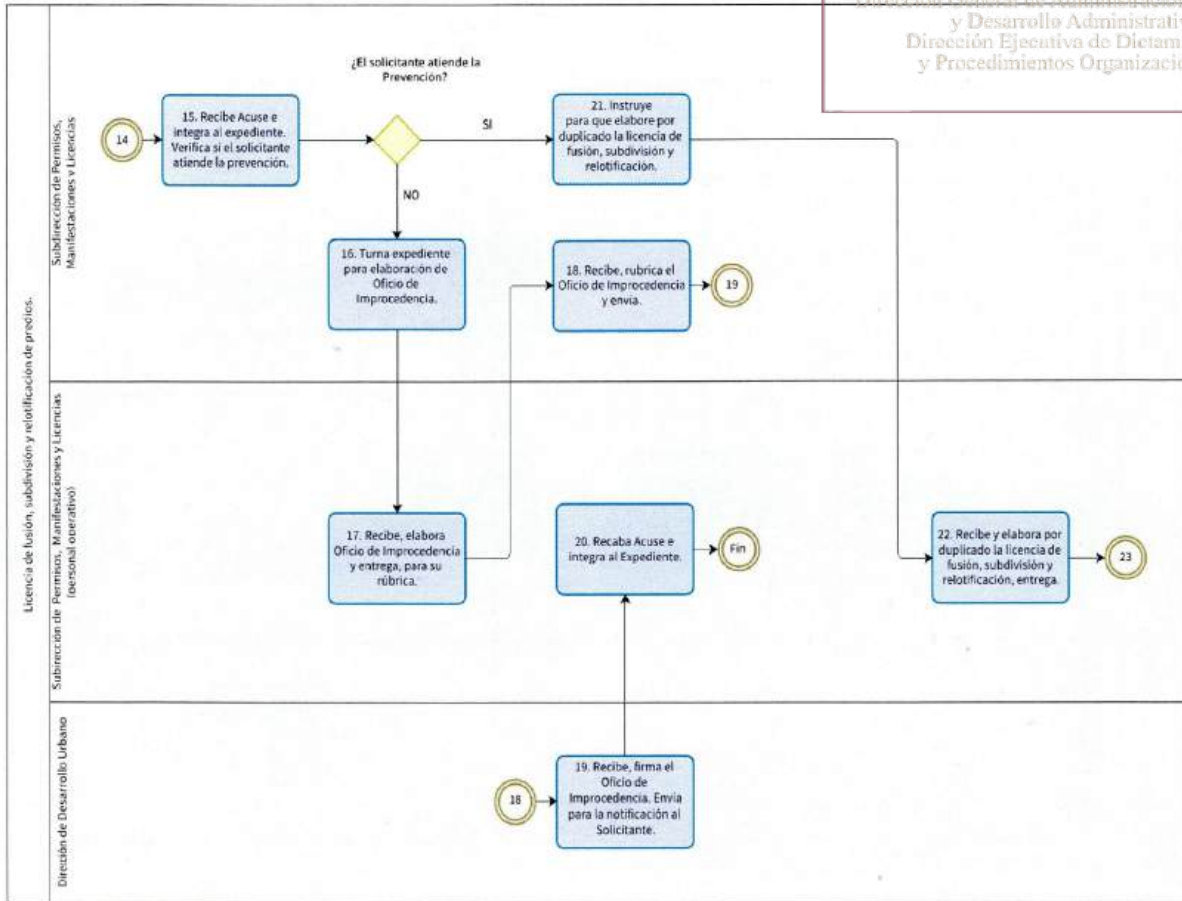 y Desarrollo Administrativ
Dirección Ejecutiva de Dictam
y Procedimientos Organizació
Licencia de fusión, subdivisión y relotificación de predios.
Subdirección de Permisos,
Manifestaciones y Licencias
¿El solicitante atiende la
Prevención?
14
15. Recibe Acuse e
integra al expediente.
Verifica si el solicitante
atiende la prevención.
SI
NO
21. Instruye
para que elabore por
duplicado la licencia de
fusión, subdivisión y
relotificación.
16. Turna expediente
para elaboración de
Oficio de
Improcedencia.
18. Recibe, rubrica el
Oficio de Improcedencia
y envía.
19
Subirección de Permisos, Manifestaciones y Licencias
(personal operativo)
17. Recibe, elabora
Oficio de Improcedencia
y entrega, para su
rúbrica.
20. Recaba Acuse e
integra al Expediente.
Fin
22. Recibe y elabora por
duplicado la licencia de
fusión, subdivisión y
relotificación, entrega.
23
Dirección de Desarrollo Urbano
18
19. Recibe, firma el
Oficio de
Improcedencia. Envía
para la notificación al
Solicitante.